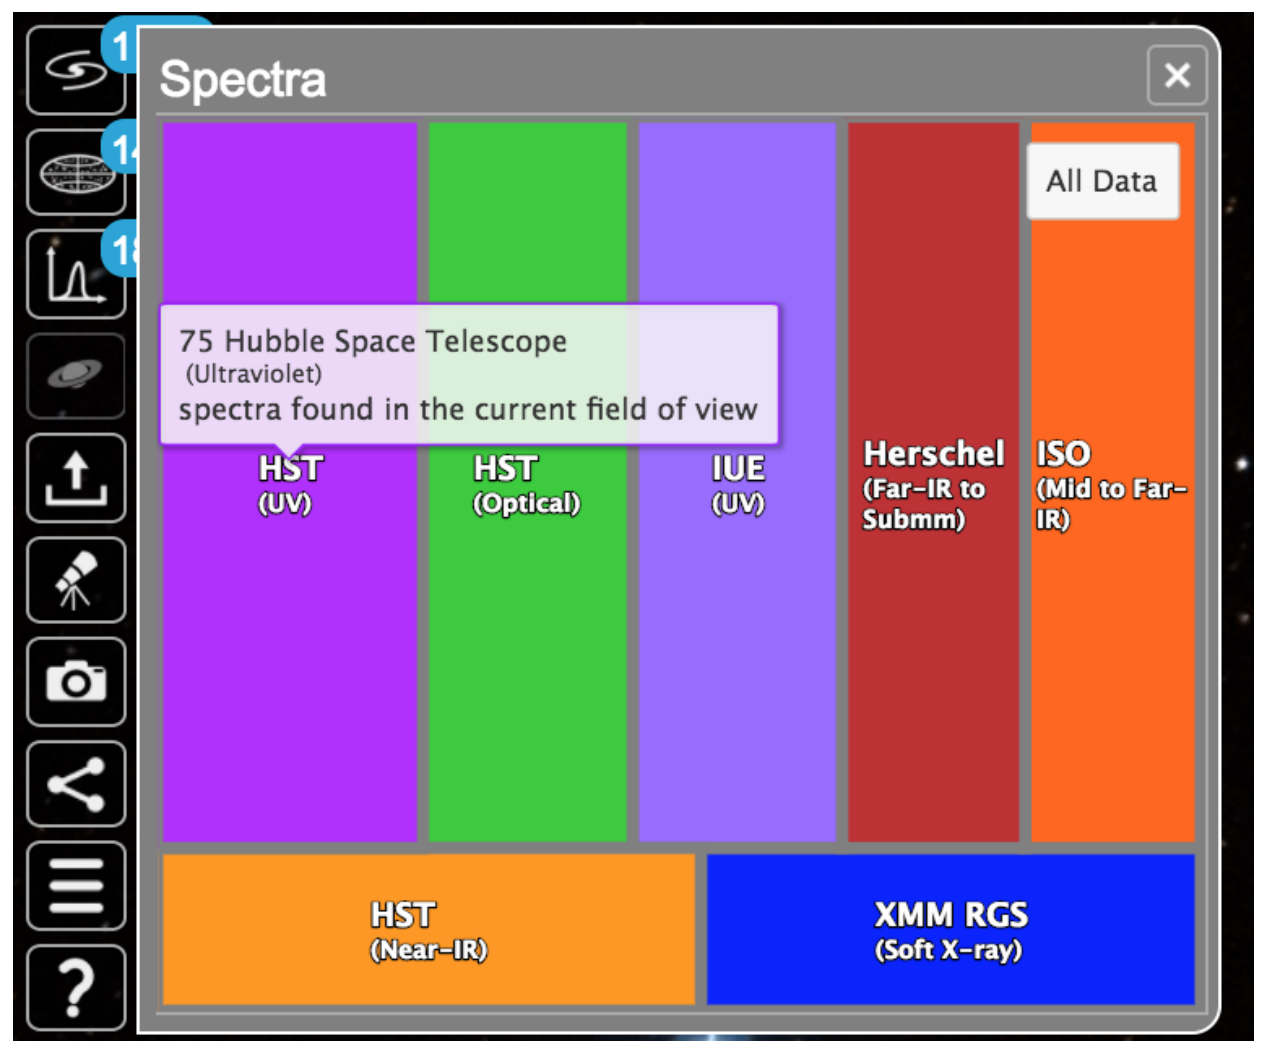 Spectra
All Data
75 Hubble Space Telescope
(Ultraviolet)
spectra found in the current field of view
HST
(UV)
HST
(Optical)
IUE
(UV)
Herschel
(Far-IR to
Submm)
ISO
(Mid to Far-
IR)
HST
(Near-IR)
XMM RGS
(Soft X-ray)